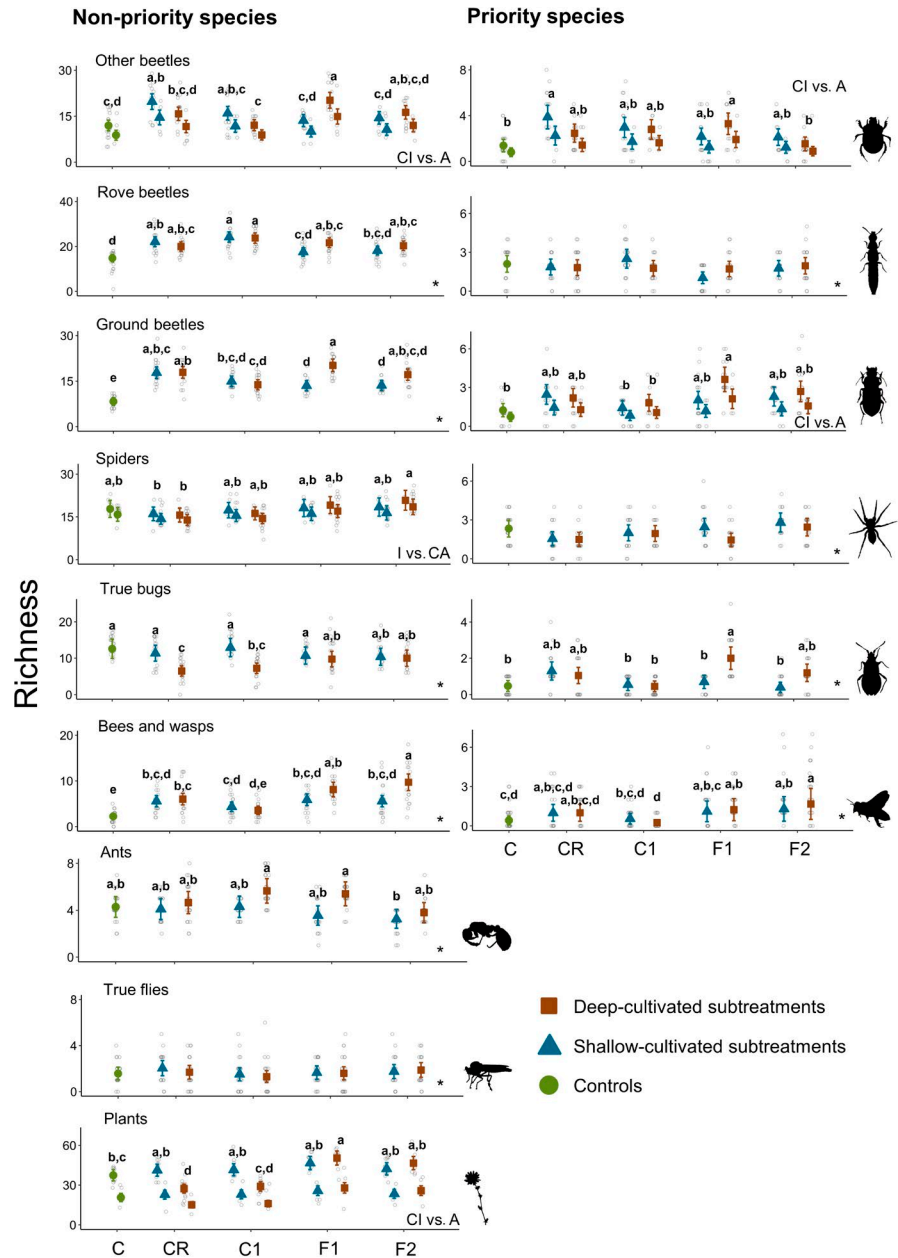 Non-priority species
Priority species
Richness
Other beetles
30
15
0
c,d
a,b
b,c,d
a,b,c
c
c,d
a
c,d
a,b,c,d
CI vs. A
8
4
0
b
a
a,b
a,b
a,b
a,b
a
a,b
b
CI vs. A
Rove beetles
40
20
0
d
a,b
a,b,c
a
a
c,d
a,b,c
b,c,d
a,b,c
*
6
3
0
*
Ground beetles
30
15
0
e
a,b,c
a,b
b,c,d
c,d
d
a
d
a,b,c,d
*
6
3
0
b
a,b
a,b
b
b
a,b
a
a,b
a,b
CI vs. A
Spiders
30
15
0
a,b
b
b
a,b
a,b
a,b
a,b
a,b
a
I vs. CA
6
4
2
0
*
True bugs
20
10
0
a
a
c
a
b,c
a
a,b
a,b
a,b
*
4
2
0
b
a,b
a,b
b
b
b
a
b
a,b
*
Bees and wasps
20
10
0
e
b,c,d
b,c
c,d
d,e
b,c,d
a,b
b,c,d
a
*
6
3
0
c,d
a,b,c,d
a,b,c,d
b,c,d
d
a,b,c
a,b
a,b
a
*
C CR C1 F1 F2
Ants
8
4
0
a,b
a,b
a,b
a,b
a
a,b
a
b
a,b
*
True flies
8
4
0
*
Plants
60
30
0
b,c
a,b
d
a,b
c,d
a,b
a
a,b
a,b
CI vs. A
C CR C1 F1 F2
Deep-cultivated subtreatments
Shallow-cultivated subtreatments
Controls